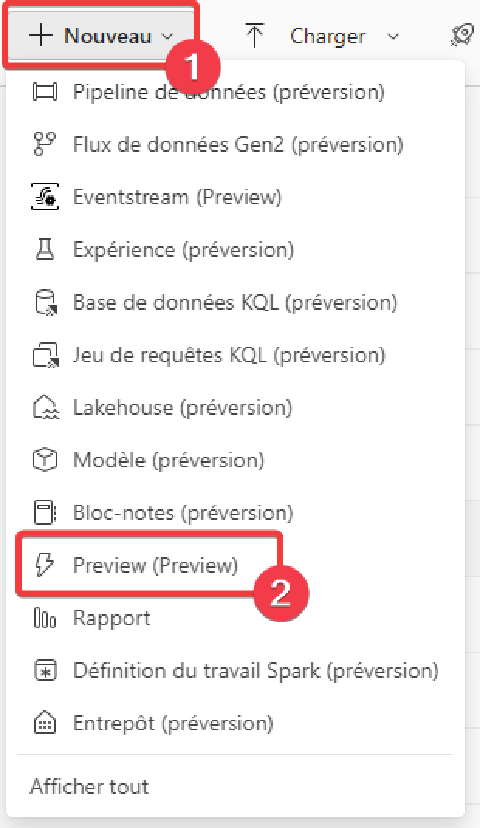 Nouveau
Charger
1
Pipeline de données (préversion)
Flux de données Gen2 (préversion)
Eventstream (Preview)
Expérience (préversion)
Base de données KQL (préversion)
Jeu de requêtes KQL (préversion)
Lakehouse (préversion)
Modèle (préversion)
Bloc-notes (préversion)
Preview (Preview)
2
Rapport
Définition du travail Spark (préversion)
Entrepôt (préversion)
Afficher tout